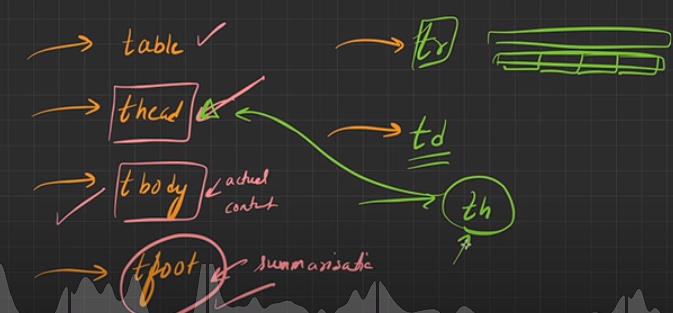 table
thead
tbody
actual
content
tfoot
summarisatic
tr
td
th